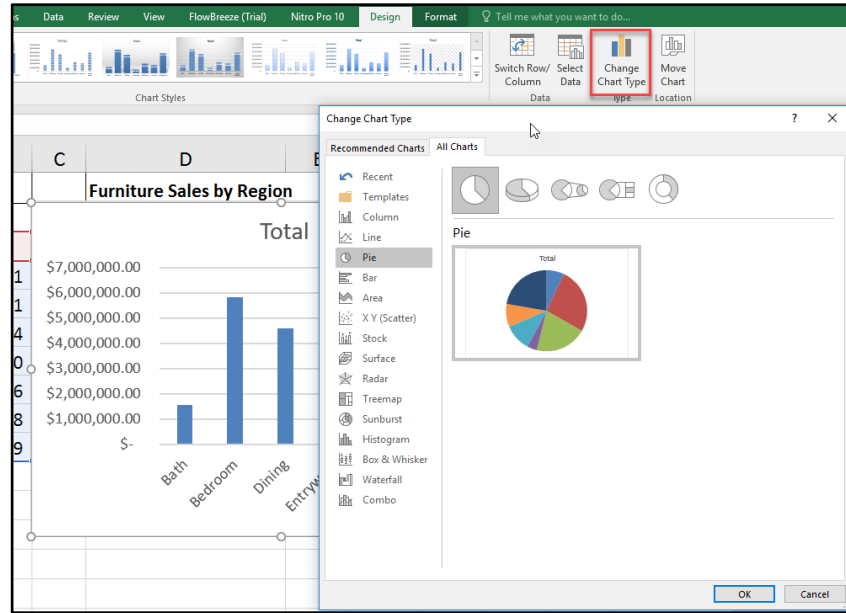 ns Data Review View FlowBreeze (Trial) Nitro Pro 10 Design Format Tell me what you want to do...
Switch Row/ Column
Select Data
Change Chart Type
Move Chart
Chart Styles
Data
Type
Location
Change Chart Type ? ×
Recommended Charts All Charts
C D E
Furniture Sales by Region
Total
$7,000,000.00
$6,000,000.00
$5,000,000.00
$4,000,000.00
$3,000,000.00
$2,000,000.00
$1,000,000.00
$-
Bath
Bedroom
Dining
1
1
4
0
6
8
9
Recent
Templates
Column
Line
Pie
Bar
Area
X Y (Scatter)
Stock
Surface
Radar
Treemap
Sunburst
Histogram
Box & Whisker
Waterfall
Combo
Pie
Total
OK Cancel